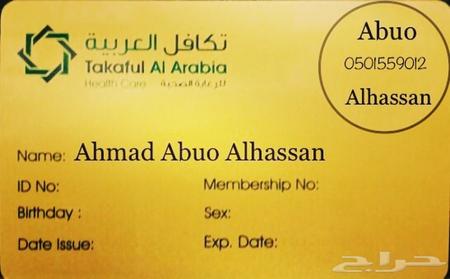 تكافل العربية
Takaful Al Arabia
Health Care للرعاية الصحية
Abuo
0501559012
Alhassan
Name: Ahmad Abuo Alhassan
ID No:
Membership No:
Birthday :
Sex:
Date Issue:
Exp. Date:
حراج